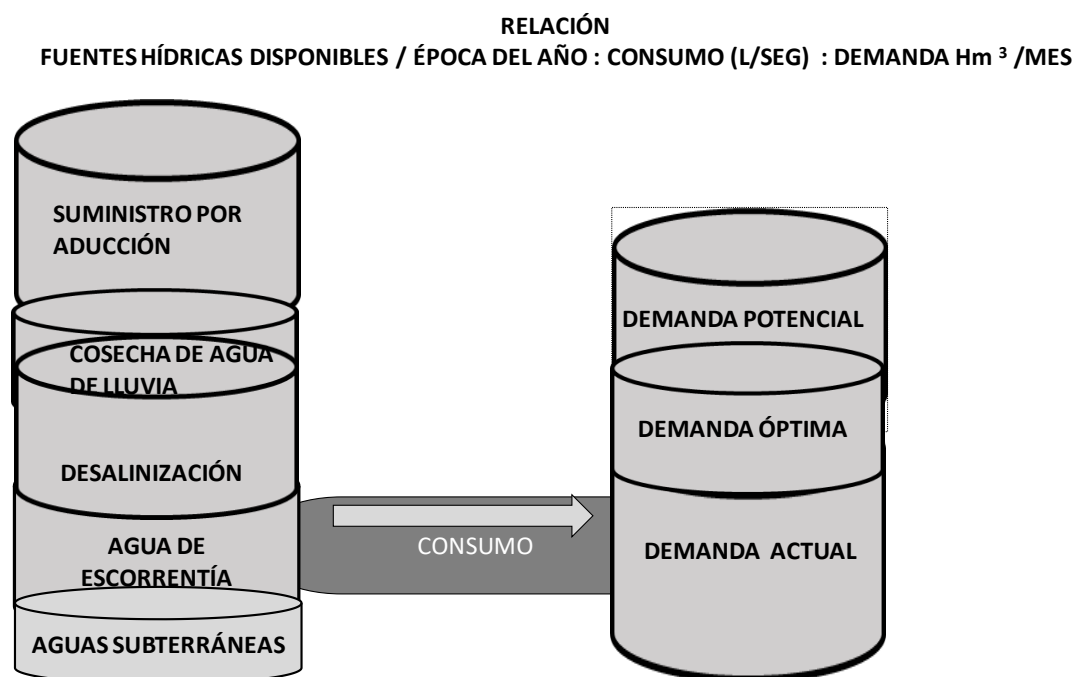 RELACIÓN
FUENTES HÍDRICAS DISPONIBLES / ÉPOCA DEL AÑO : CONSUMO (L/SEG) : DEMANDA Hm ³ /MES
SUMINISTRO POR
ADUCCIÓN
COSECHA DE AGUA
DE LLUVIA
DESALINIZACIÓN
AGUA DE
ESCORRENTÍA
AGUAS SUBTERRÁNEAS
CONSUMO
DEMANDA POTENCIAL
DEMANDA ÓPTIMA
DEMANDA ACTUAL